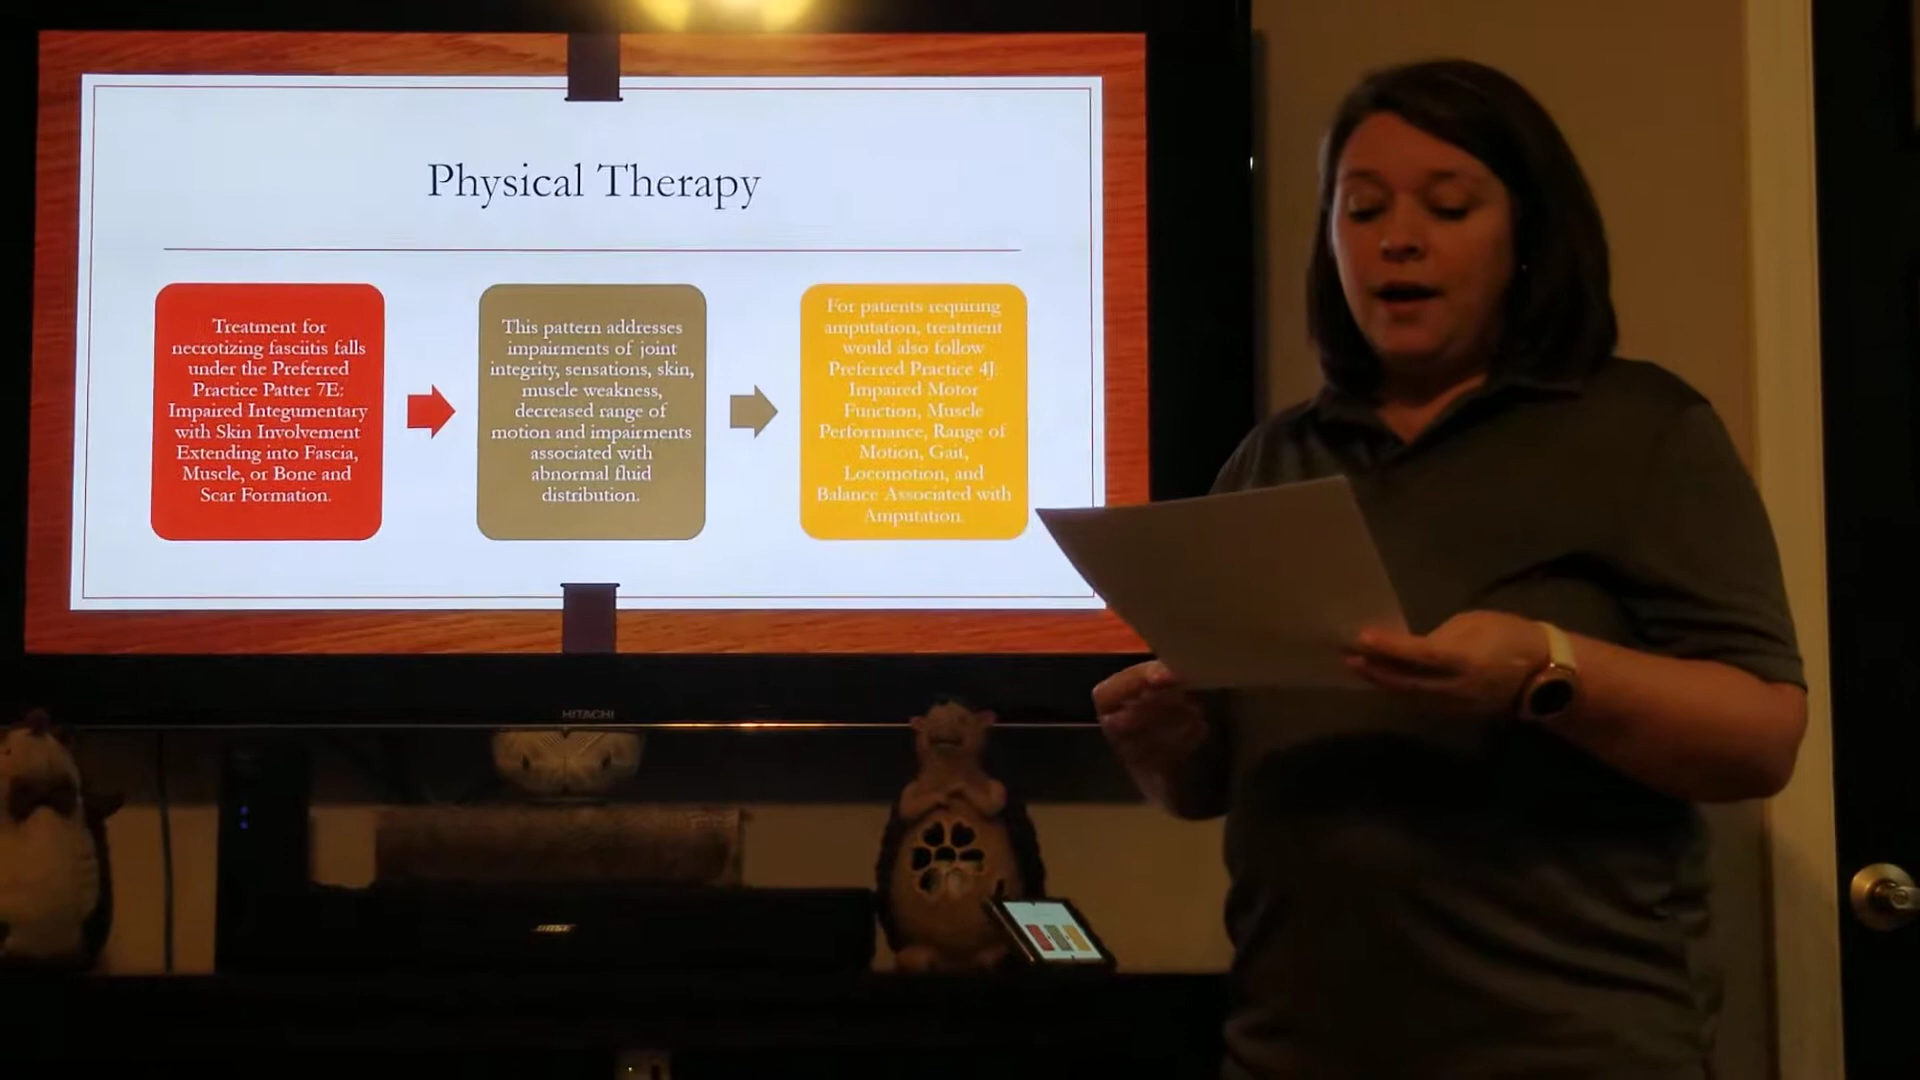 Physical Therapy
Treatment for
necrotizing fasciitis falls
under the Preferred
Practice Patter 7E:
Impaired Integumentary
with Skin Involvement
Extending into Fascia,
Muscle, or Bone and
Scar Formation.
This pattern addresses
impairments of joint
integrity, sensations, skin,
muscle weakness,
decreased range of
motion and impairments
associated with
abnormal fluid
distribution.
For patients requiring
amputation, treatment
would also follow
Preferred Practice 4J:
Impaired Motor
Function, Muscle
Performance, Range of
Motion, Gait,
Locomotion, and
Balance Associated with
Amputation.
HITACHI
BOSE